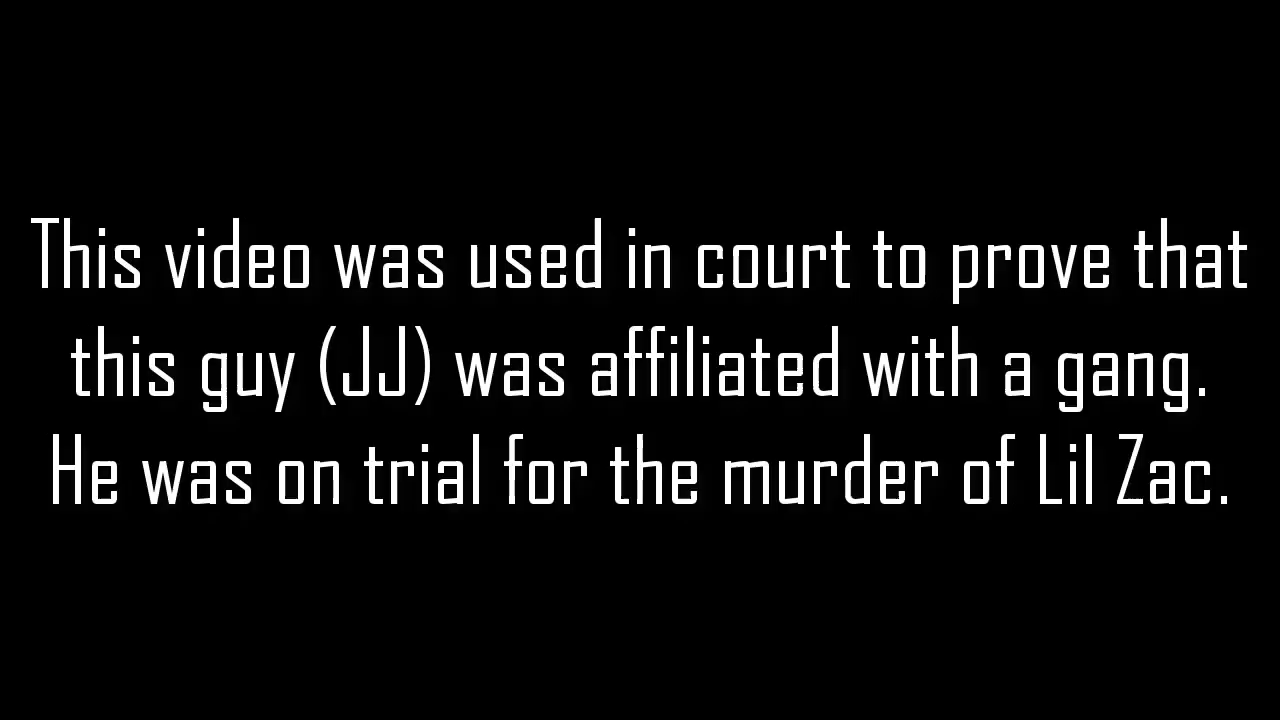 This video was used in court to prove that
this guy (JJ) was affiliated with a gang.
He was on trial for the murder of Lil Zac.